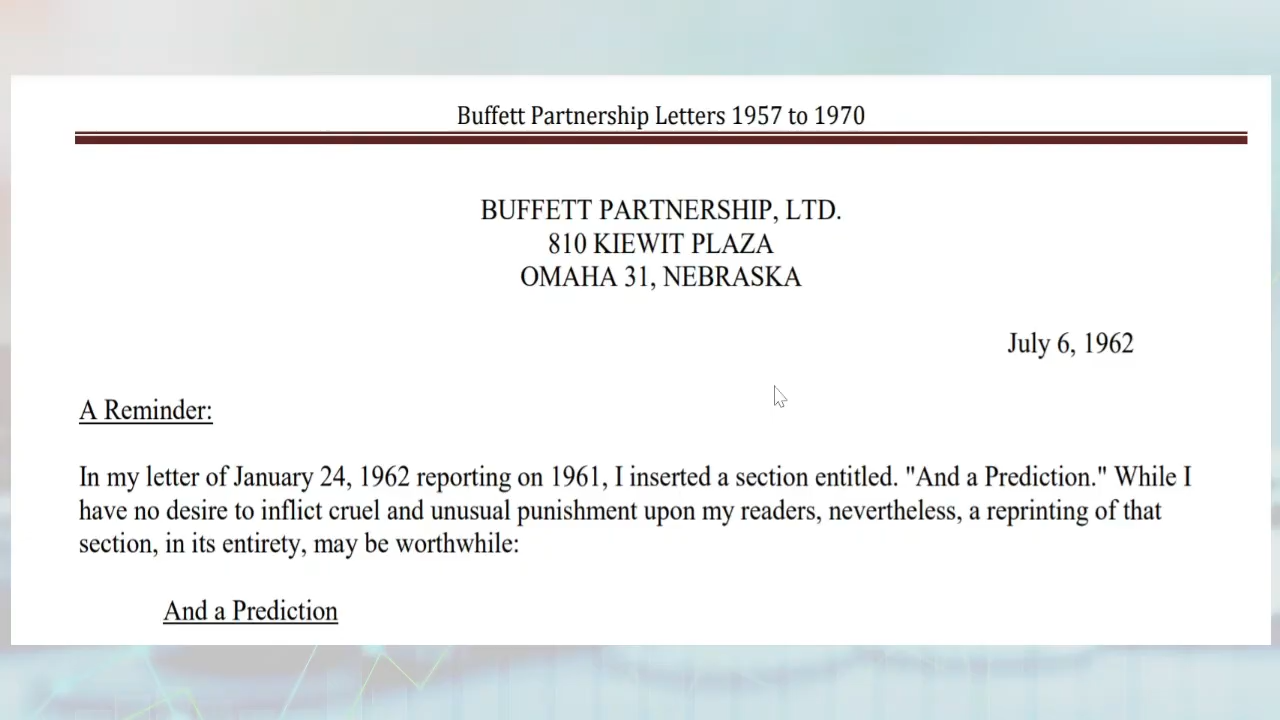 Buffett Partnership Letters 1957 to 1970
BUFFETT PARTNERSHIP, LTD.
810 KIEWIT PLAZA
OMAHA 31, NEBRASKA
July 6, 1962
A Reminder:
In my letter of January 24, 1962 reporting on 1961, I inserted a section entitled. "And a Prediction." While I
have no desire to inflict cruel and unusual punishment upon my readers, nevertheless, a reprinting of that
section, in its entirety, may be worthwhile:
And a Prediction